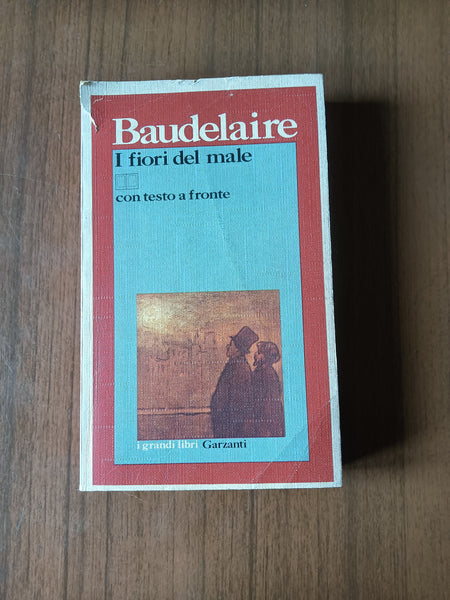 Baudelaire
I fiori del male
con testo a fronte
i grandi libri Garzanti